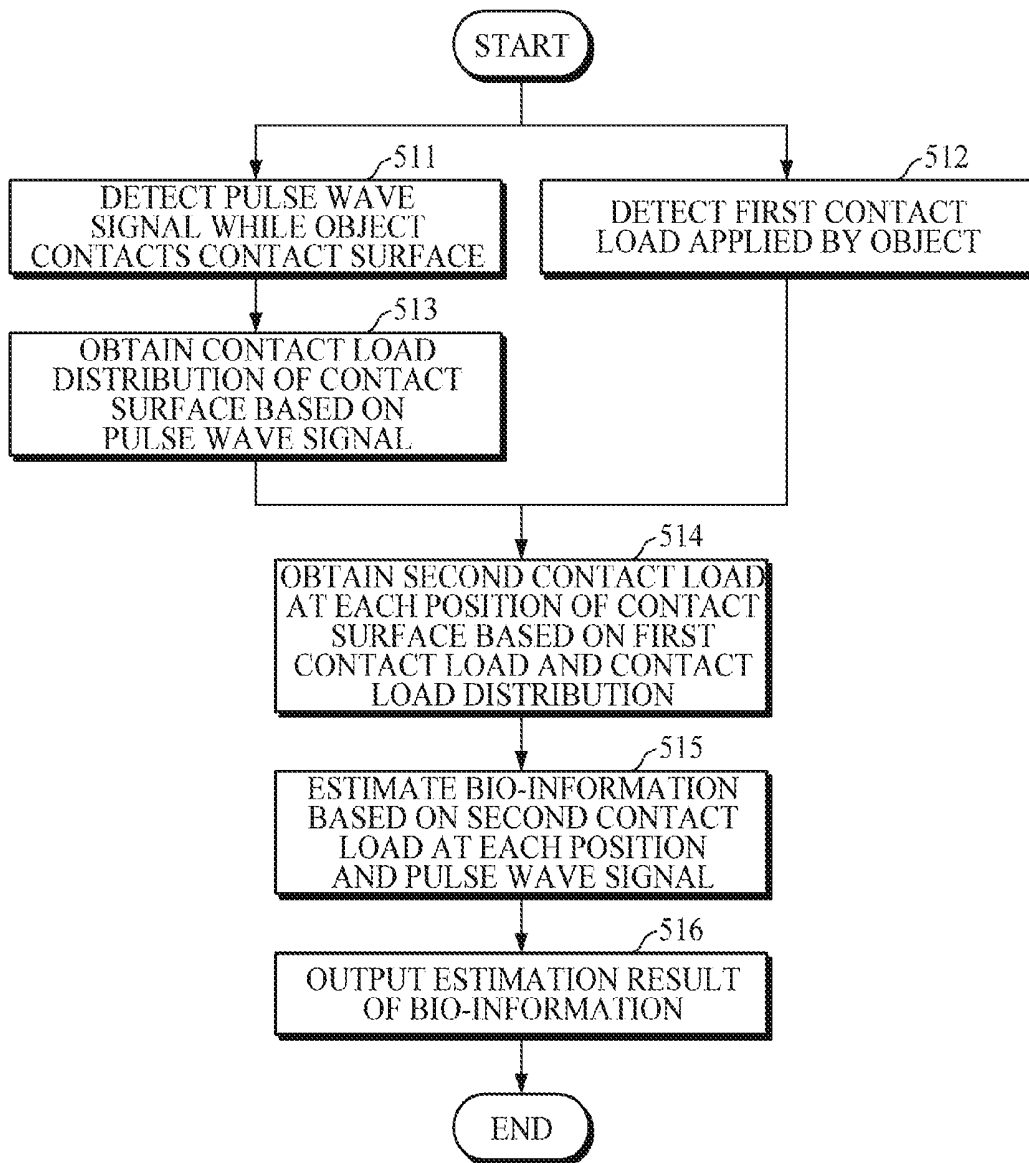 START
511
DETECT PULSE WAVE
SIGNAL WHILE OBJECT
CONTACTS CONTACT SURFACE
512
DETECT FIRST CONTACT
LOAD APPLIED BY OBJECT
513
OBTAIN CONTACT LOAD
DISTRIBUTION OF CONTACT
SURFACE BASED ON
PULSE WAVE SIGNAL
514
OBTAIN SECOND CONTACT LOAD
AT EACH POSITION OF CONTACT
SURFACE BASED ON FIRST
CONTACT LOAD AND CONTACT
LOAD DISTRIBUTION
515
ESTIMATE BIO-INFORMATION
BASED ON SECOND CONTACT
LOAD AT EACH POSITION
AND PULSE WAVE SIGNAL
516
OUTPUT ESTIMATION RESULT
OF BIO-INFORMATION
END